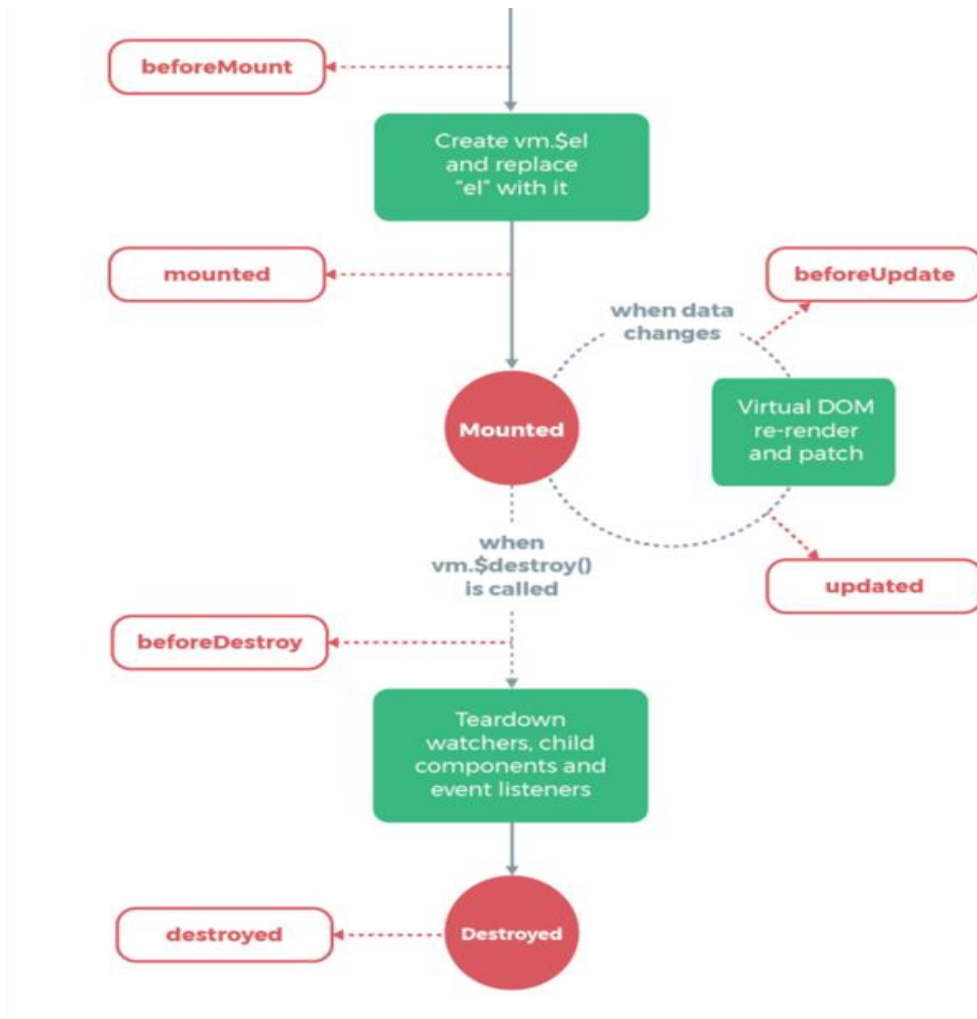 beforeMount
Create vm.$el
and replace
“el” with it
mounted
beforeUpdate
when data
changes
Virtual DOM
re-render
and patch
Mounted
when
vm.$destroy()
is called
updated
beforeDestroy
Teardown
watchers, child
components and
event listeners
destroyed
Destroyed